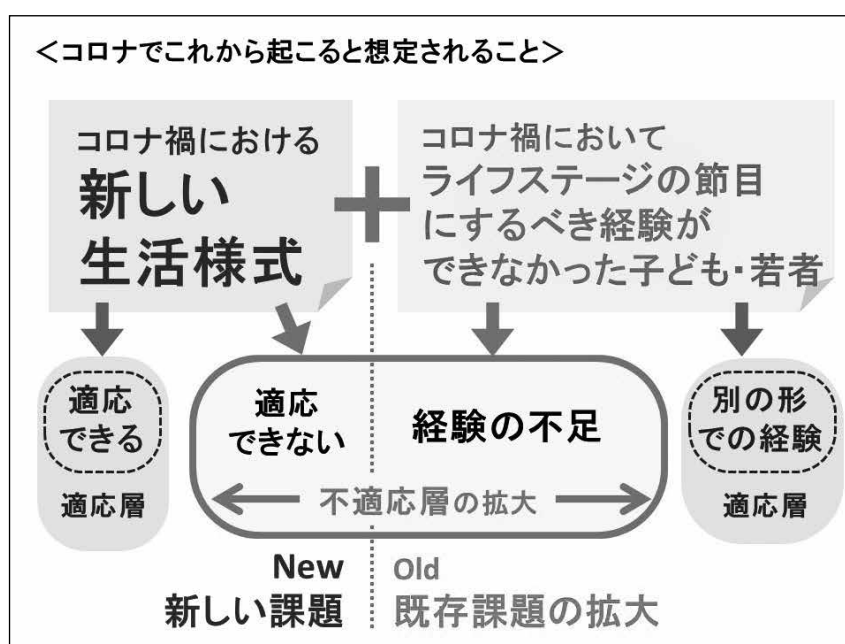 ＜コロナでこれから起こると想定されること＞
コロナ禍における
新しい
生活様式
＋
コロナ禍において
ライフステージの節目
にするべき経験が
できなかった子ども・若者
適応
できる
適応層
適応
できない
経験の不足
不適応層の拡大
別の形
での経験
適応層
New
新しい課題
Old
既存課題の拡大